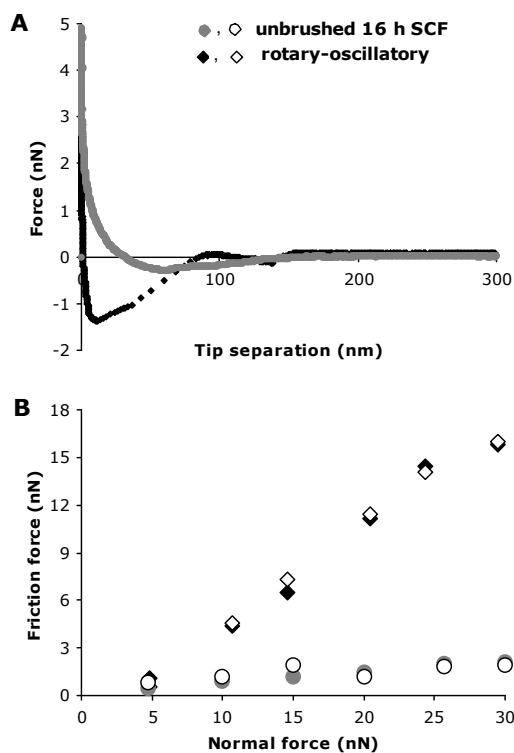 A
5
4
3
2
1
0
-1
-2
Force (nN)
, unbrushed 16 h SCF
, rotary-oscillatory
0 100 200 300
Tip separation (nm)
B
18
15
12
9
6
3
0
Friction force (nN)
0 5 10 15 20 25 30
Normal force (nN)